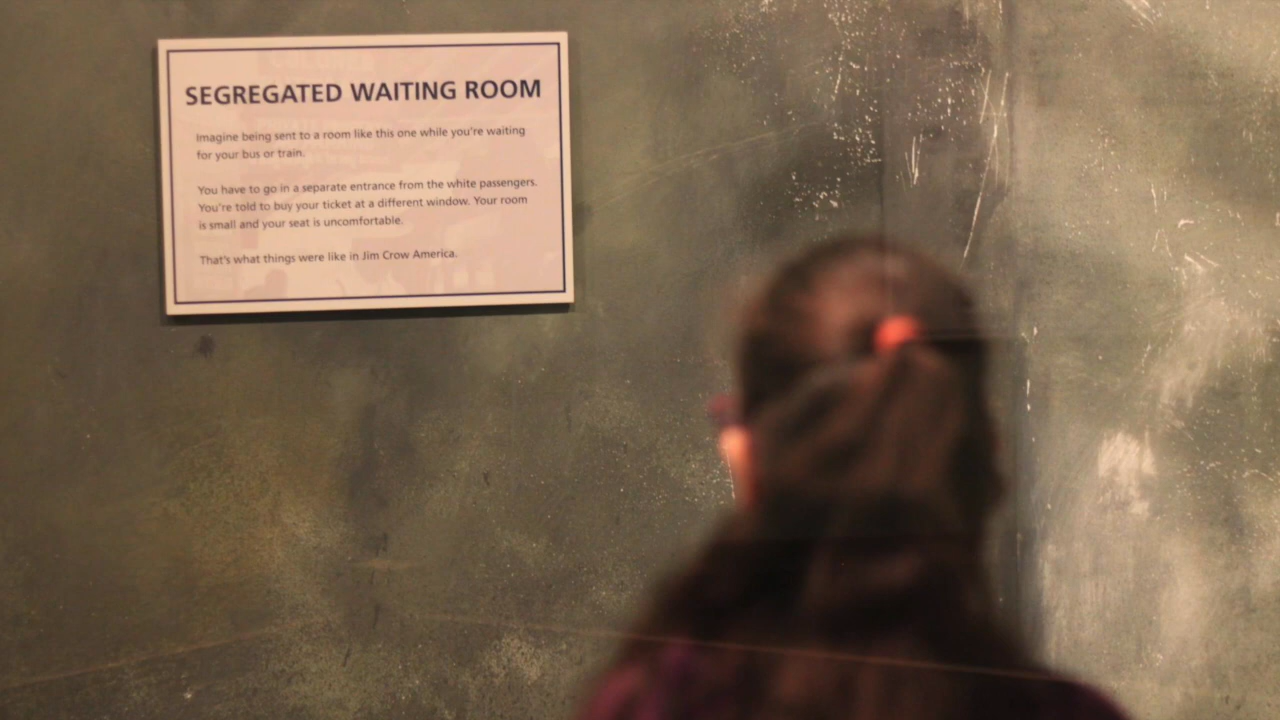 SEGREGATED WAITING ROOM
Imagine being sent to a room like this one while you're waiting
for your bus or train.
You have to go in a separate entrance from the white passengers.
You're told to buy your ticket at a different window. Your room
is small and your seat is uncomfortable.
That's what things were like in Jim Crow America.